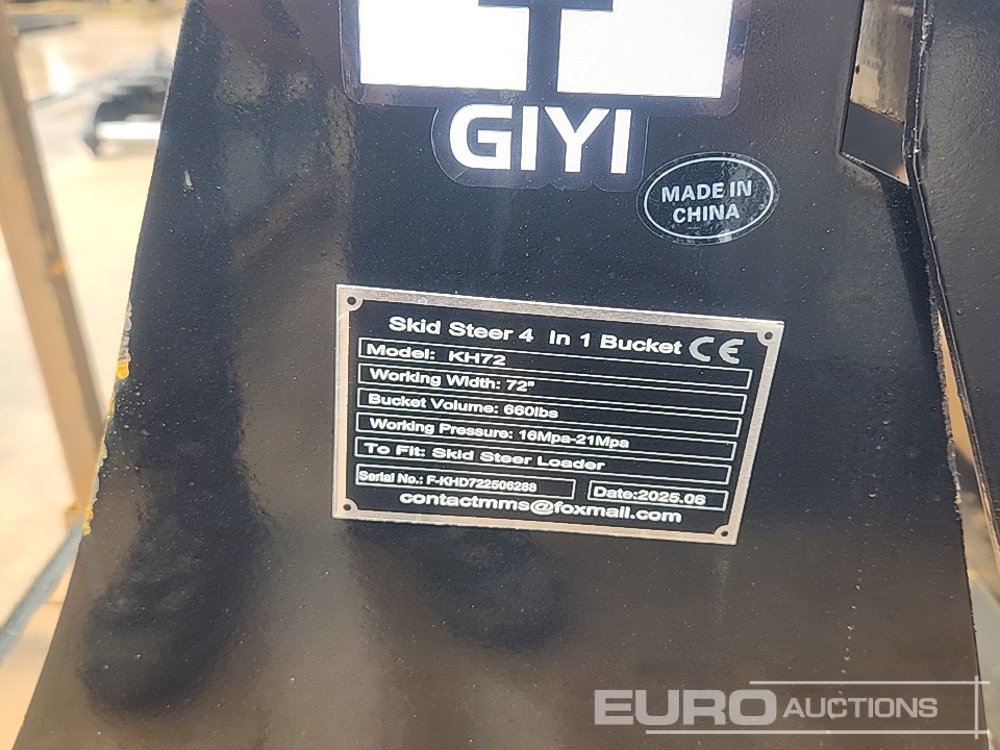 GIYI
MADE IN
CHINA
Skid Steer 4 In 1 Bucket CE
Model: KH72
Working Width: 72"
Bucket Volume: 660lbs
Working Pressure: 16Mpa-21Mpa
To Fit: Skid Steer Loader
Serial No.: F-KHD722506288
Date:2025.06
contactmms@foxmail.com
EURO AUCTIONS